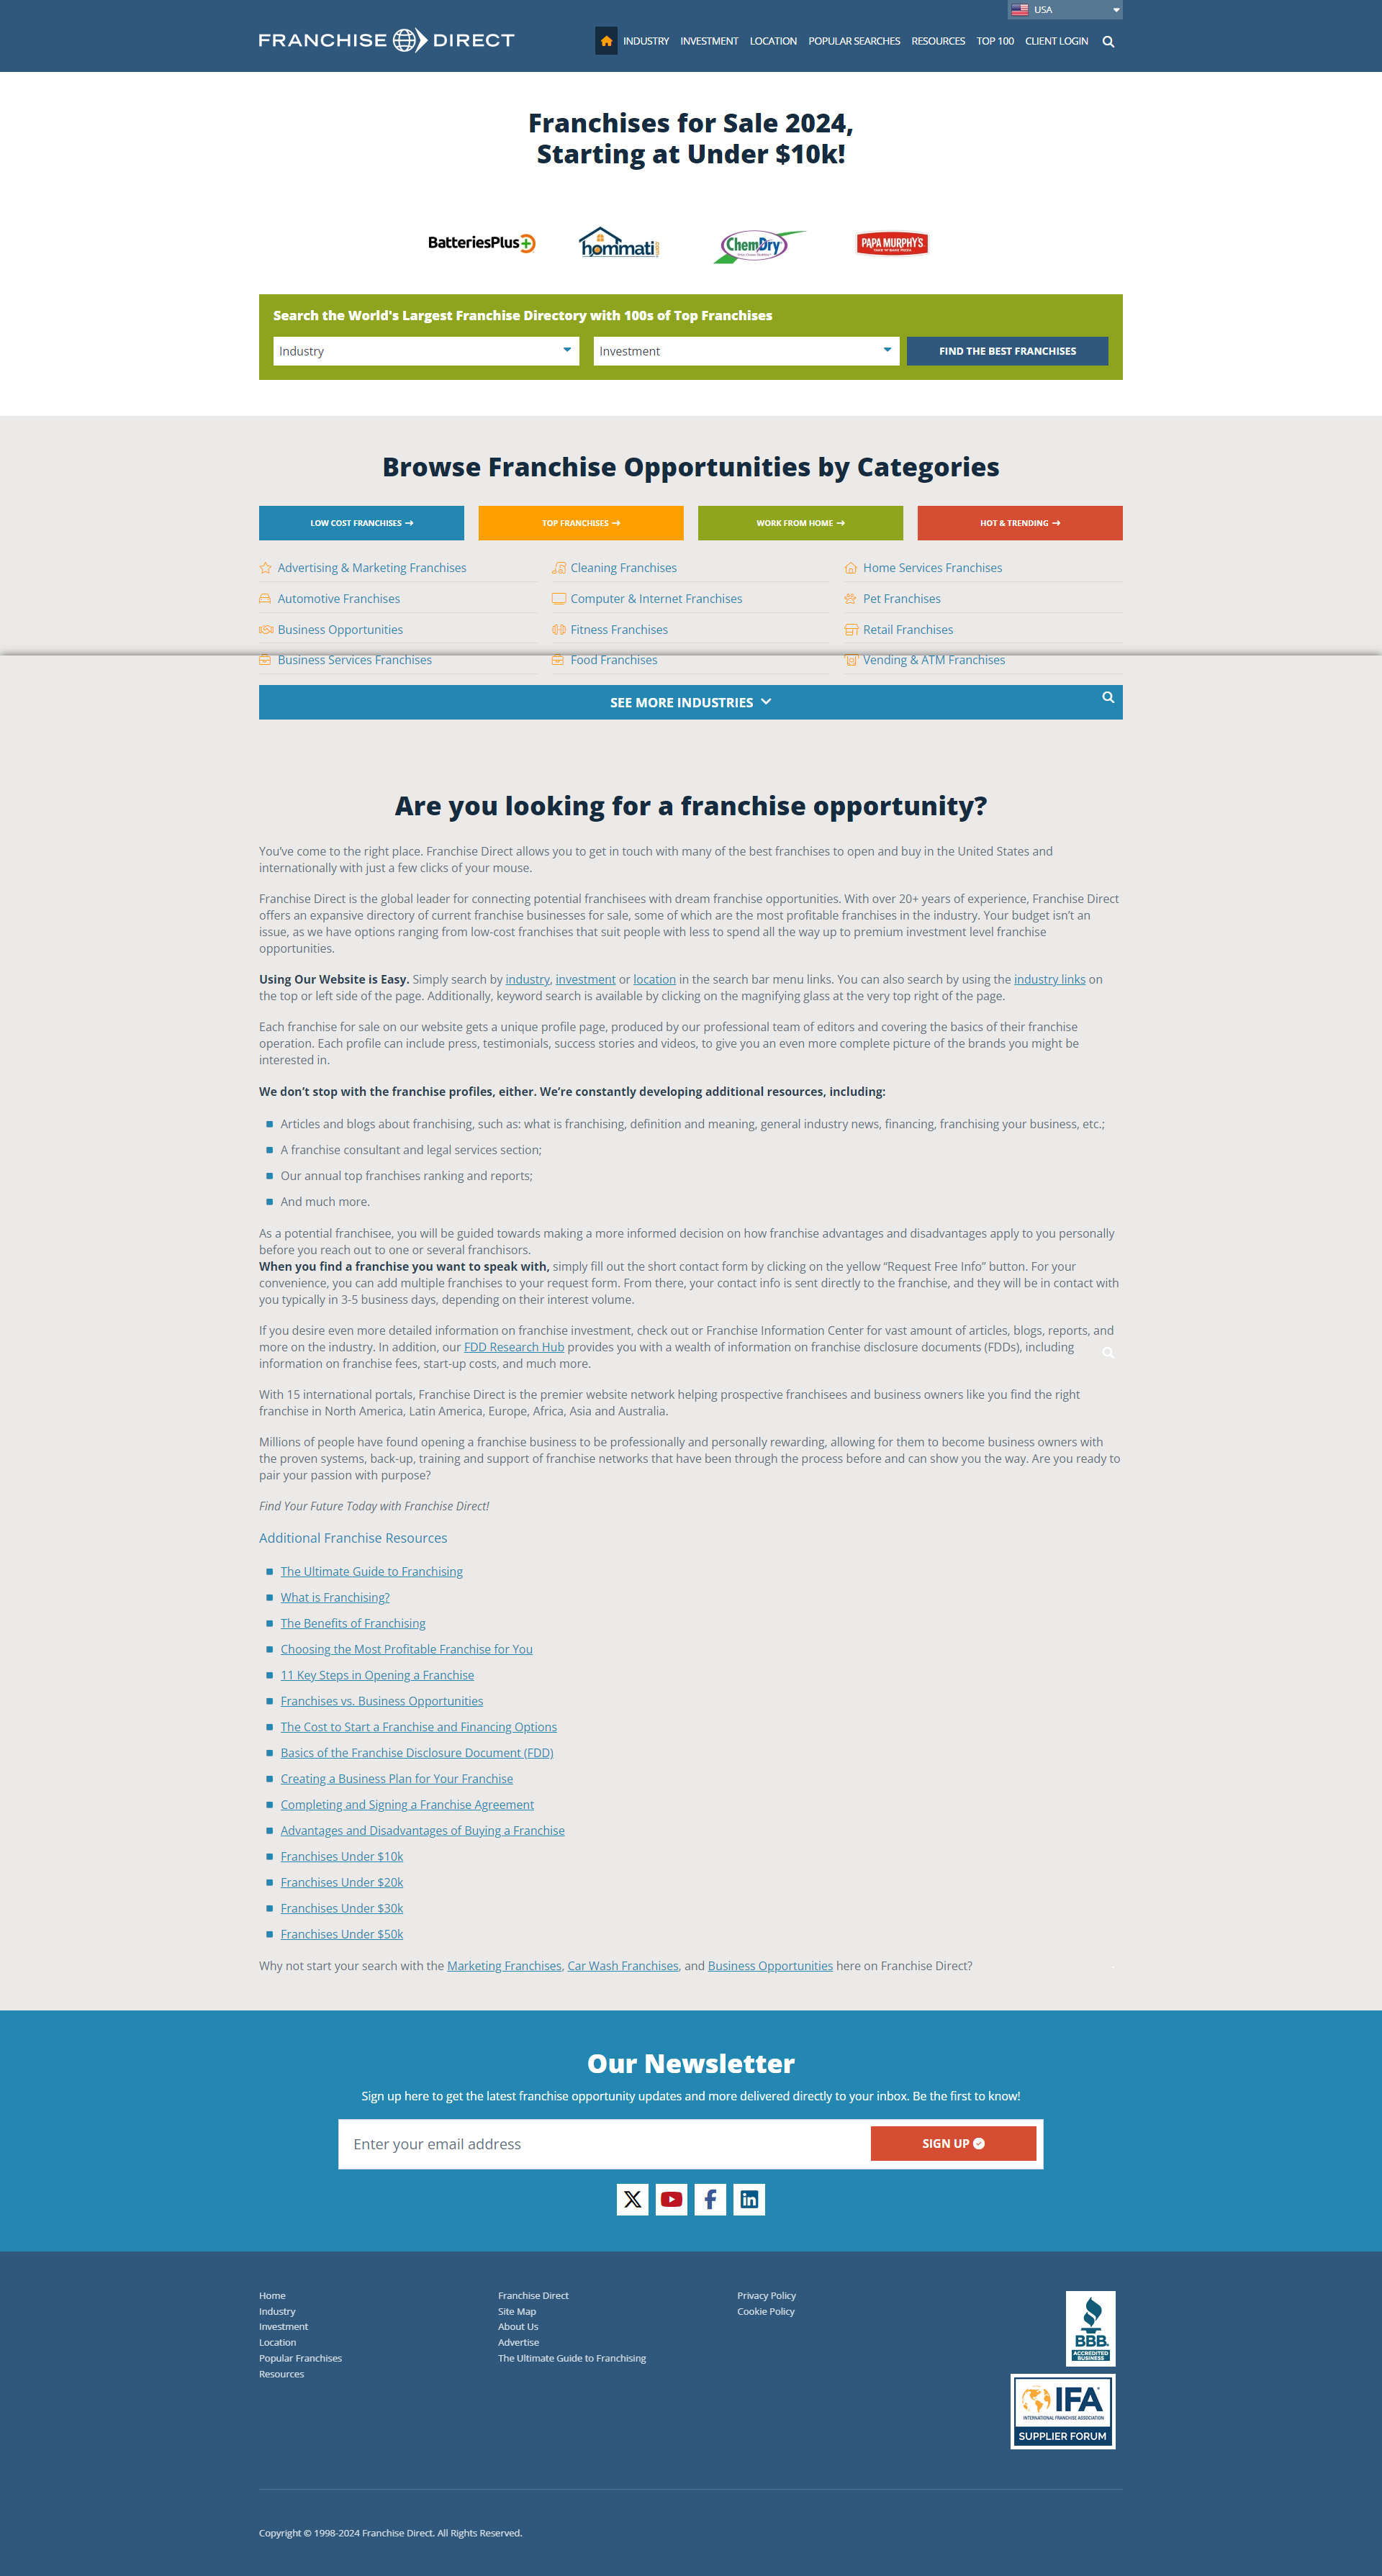 USA
FRANCHISE DIRECT
INDUSTRY INVESTMENT LOCATION POPULAR SEARCHES RESOURCES TOP 100 CLIENT LOGIN
Franchises for Sale 2024,
Starting at Under $10k!
BatteriesPlus hommati ChemDry PAPA MURPHY'S
Search the World's Largest Franchise Directory with 100s of Top Franchises
Industry Investment FIND THE BEST FRANCHISES
Browse Franchise Opportunities by Categories
LOW COST FRANCHISES TOP FRANCHISES WORK FROM HOME HOT & TRENDING
Advertising & Marketing Franchises Cleaning Franchises Home Services Franchises
Automotive Franchises Computer & Internet Franchises Pet Franchises
Business Opportunities Fitness Franchises Retail Franchises
Business Services Franchises Food Franchises Vending & ATM Franchises
SEE MORE INDUSTRIES
Are you looking for a franchise opportunity?
You've come to the right place. Franchise Direct allows you to get in touch with many of the best franchises to open and buy in the United States and
internationally with just a few clicks of your mouse.
Franchise Direct is the global leader for connecting potential franchisees with dream franchise opportunities. With over 20+ years of experience, Franchise Direct
offers an expansive directory of current franchise businesses for sale, some of which are the most profitable franchises in the industry. Your budget isn't an
issue, as we have options ranging from low-cost franchises that suit people with less to spend all the way up to premium investment level franchise
opportunities.
Using Our Website is Easy. Simply search by industry, investment or location in the search bar menu links. You can also search by using the industry links on
the top or left side of the page. Additionally, keyword search is available by clicking on the magnifying glass at the very top right of the page.
Each franchise for sale on our website gets a unique profile page, produced by our professional team of editors and covering the basics of their franchise
operation. Each profile can include press, testimonials, success stories and videos, to give you an even more complete picture of the brands you might be
interested in.
We don't stop with the franchise profiles, either. We're constantly developing additional resources, including:
Articles and blogs about franchising, such as: what is franchising, definition and meaning, general industry news, financing, franchising your business, etc.;
A franchise consultant and legal services section;
Our annual top franchises ranking and reports;
And much more.
As a potential franchisee, you will be guided towards making a more informed decision on how franchise advantages and disadvantages apply to you personally
before you reach out to one or several franchisors.
When you find a franchise you want to speak with, simply fill out the short contact form by clicking on the yellow “Request Free Info” button. For your
convenience, you can add multiple franchises to your request form. From there, your contact info is sent directly to the franchise, and they will be in contact with
you typically in 3-5 business days, depending on their interest volume.
If you desire even more detailed information on franchise investment, check out or Franchise Information Center for vast amount of articles, blogs, reports, and
more on the industry. In addition, our FDD Research Hub provides you with a wealth of information on franchise disclosure documents (FDDs), including
information on franchise fees, start-up costs, and much more.
With 15 international portals, Franchise Direct is the premier website network helping prospective franchisees and business owners like you find the right
franchise in North America, Latin America, Europe, Africa, Asia and Australia.
Millions of people have found opening a franchise business to be professionally and personally rewarding, allowing for them to become business owners with
the proven systems, back-up, training and support of franchise networks that have been through the process before and can show you the way. Are you ready to
pair your passion with purpose?
Find Your Future Today with Franchise Direct!
Additional Franchise Resources
The Ultimate Guide to Franchising
What is Franchising?
The Benefits of Franchising
Choosing the Most Profitable Franchise for You
11 Key Steps in Opening a Franchise
Franchises vs. Business Opportunities
The Cost to Start a Franchise and Financing Options
Basics of the Franchise Disclosure Document (FDD)
Creating a Business Plan for Your Franchise
Completing and Signing a Franchise Agreement
Advantages and Disadvantages of Buying a Franchise
Franchises Under $10k
Franchises Under $20k
Franchises Under $30k
Franchises Under $50k
Why not start your search with the Marketing Franchises, Car Wash Franchises, and Business Opportunities here on Franchise Direct?
Our Newsletter
Sign up here to get the latest franchise opportunity updates and more delivered directly to your inbox. Be the first to know!
Enter your email address SIGN UP
Home
Industry
Investment
Location
Popular Franchises
Resources
Franchise Direct
Site Map
About Us
Advertise
The Ultimate Guide to Franchising
Privacy Policy
Cookie Policy
BBB.
ACCREDITED
BUSINESS
IFA
INTERNATIONAL FRANCHISE ASSOCIATION
SUPPLIER FORUM
Copyright © 1998-2024 Franchise Direct. All Rights Reserved.